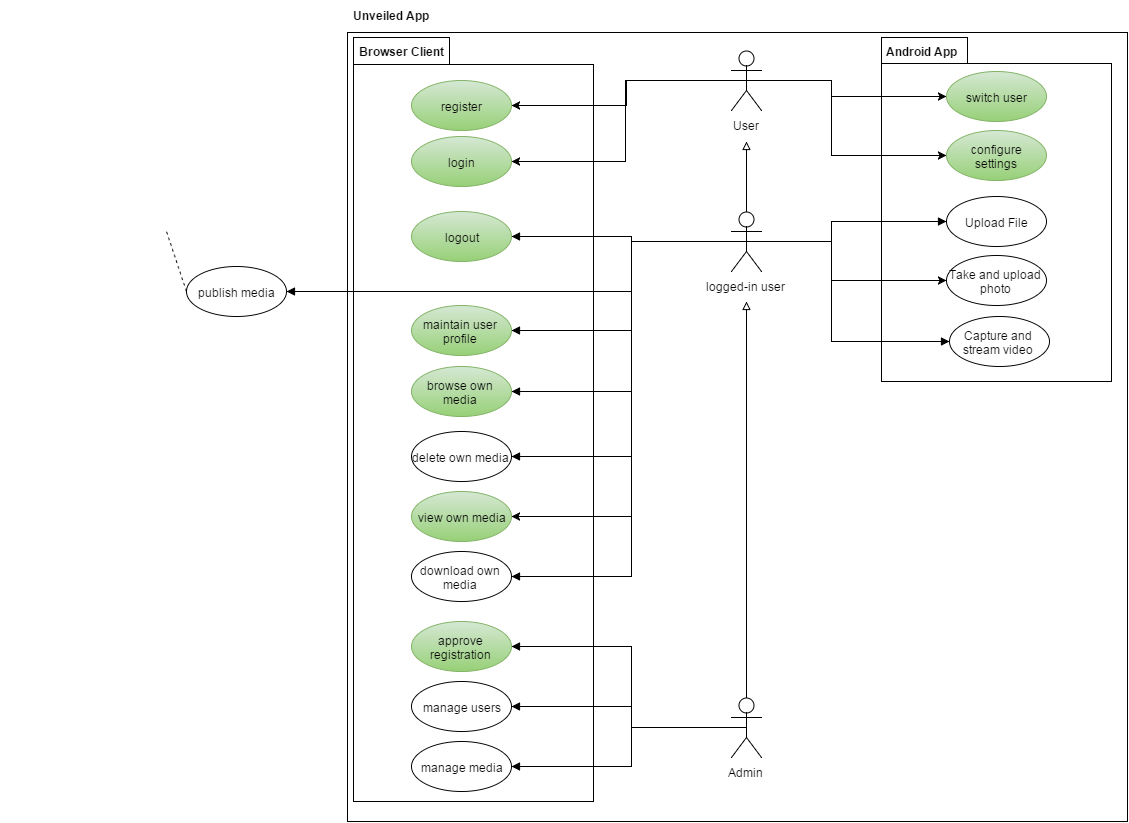 Unveiled App
Browser Client
Android App
register
login
logout
publish media
maintain user
profile
browse own
media
delete own media
view own media
download own
media
approve
registration
manage users
manage media
User
logged-in user
Admin
switch user
configure
settings
Upload File
Take and upload
photo
Capture and
stream video